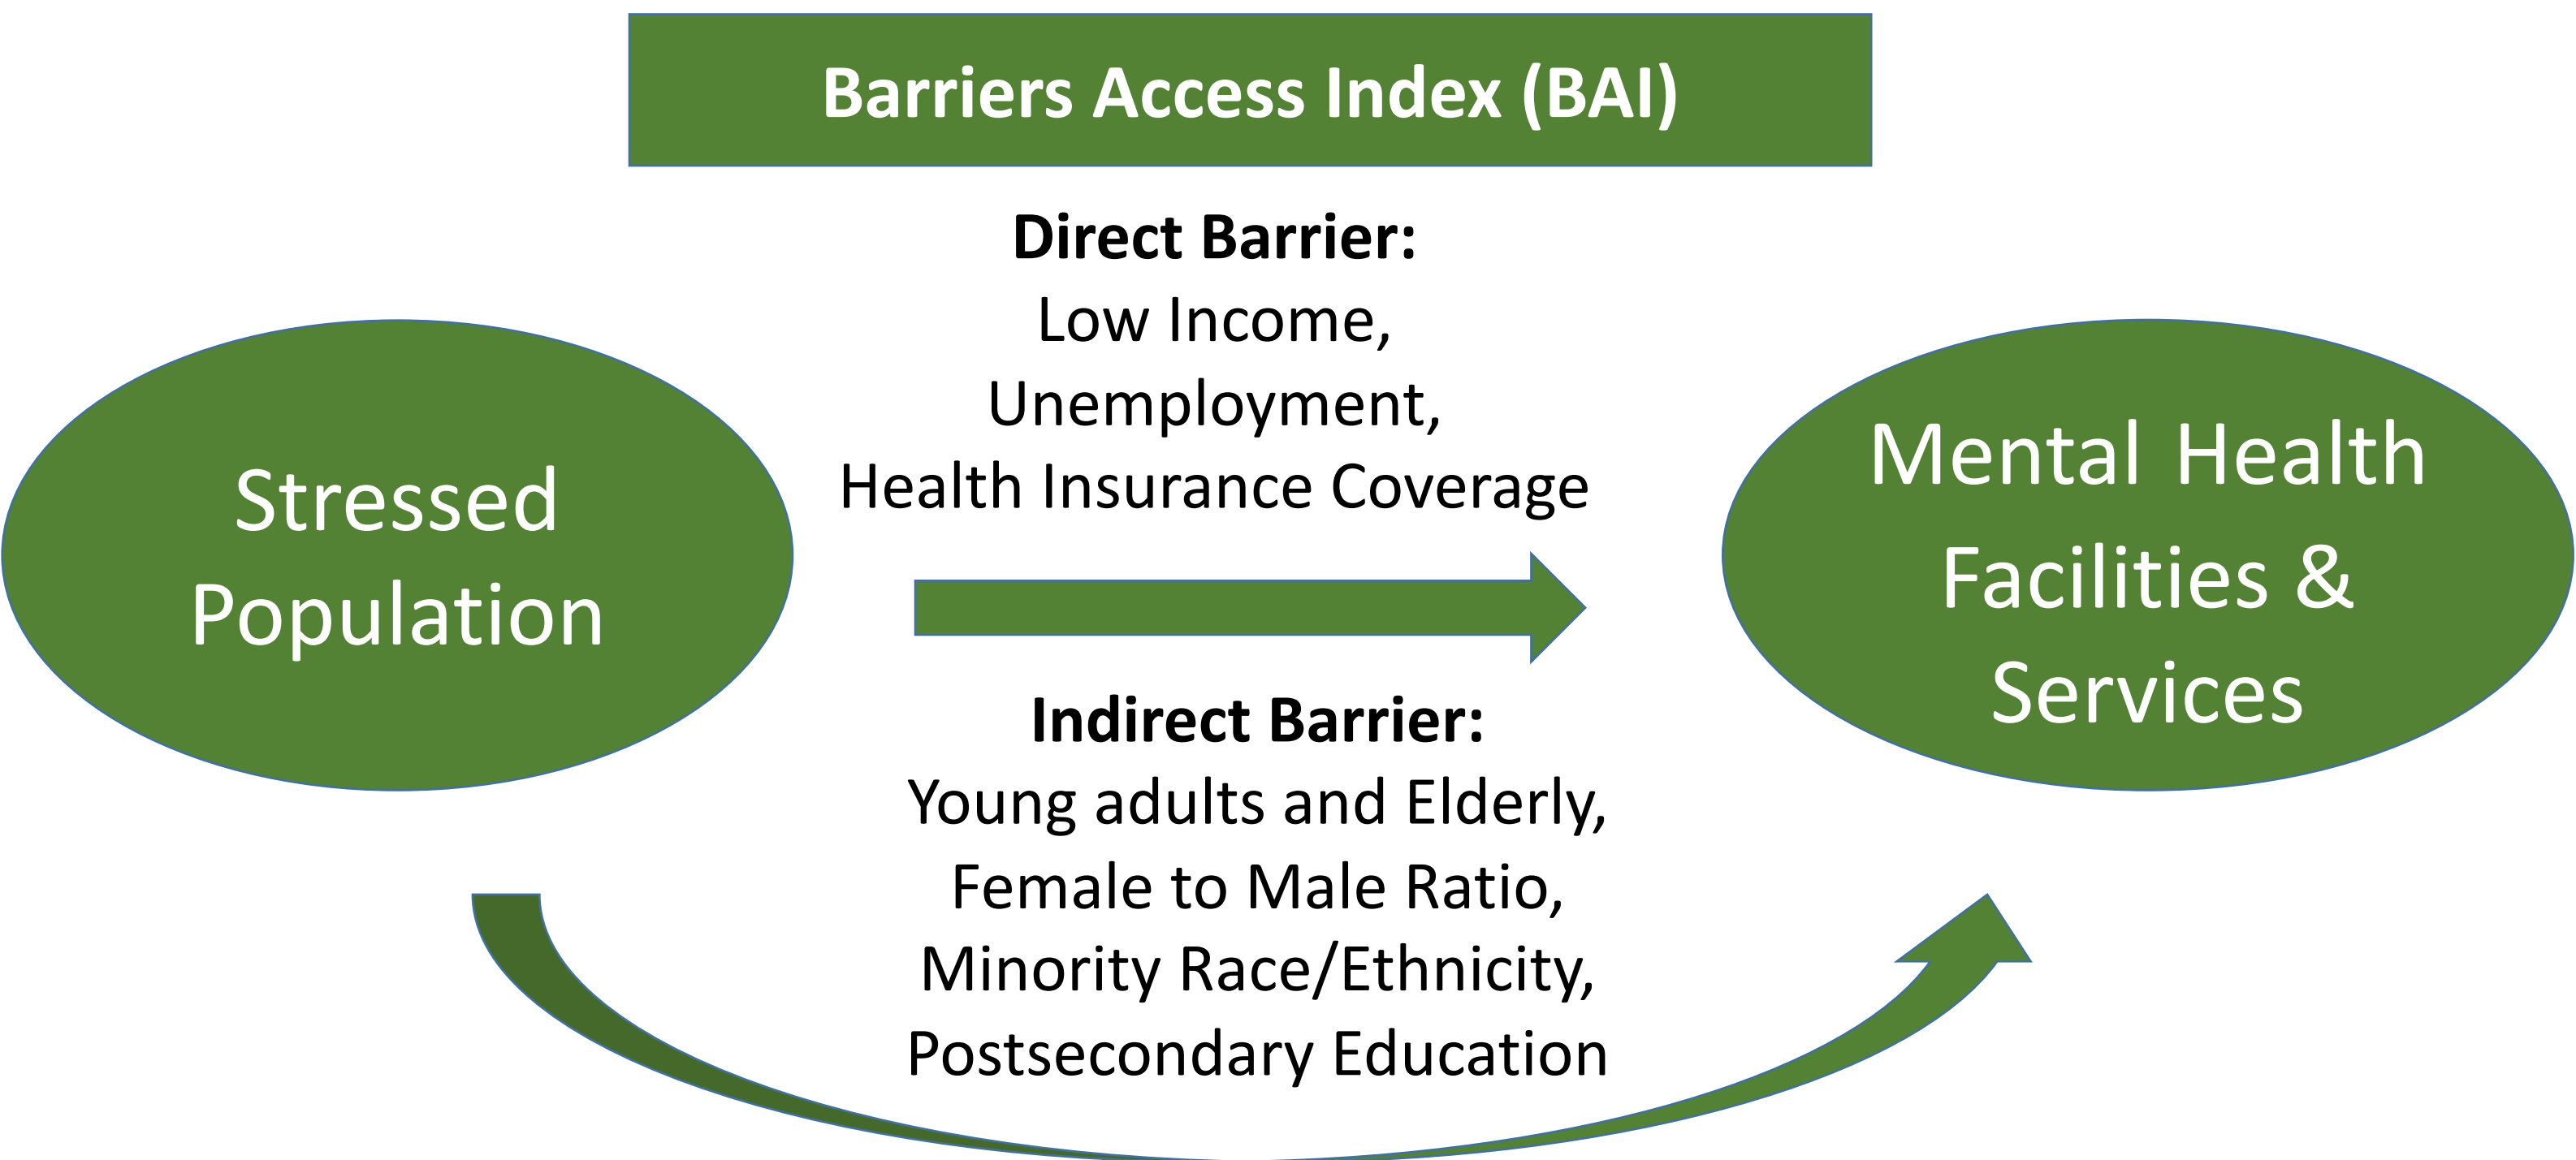 Barriers Access Index (BAI)
Direct Barrier:
Low Income,
Unemployment,
Health Insurance Coverage
Stressed
Population
Mental Health
Facilities &
Services
Indirect Barrier:
Young adults and Elderly,
Female to Male Ratio,
Minority Race/Ethnicity,
Postsecondary Education